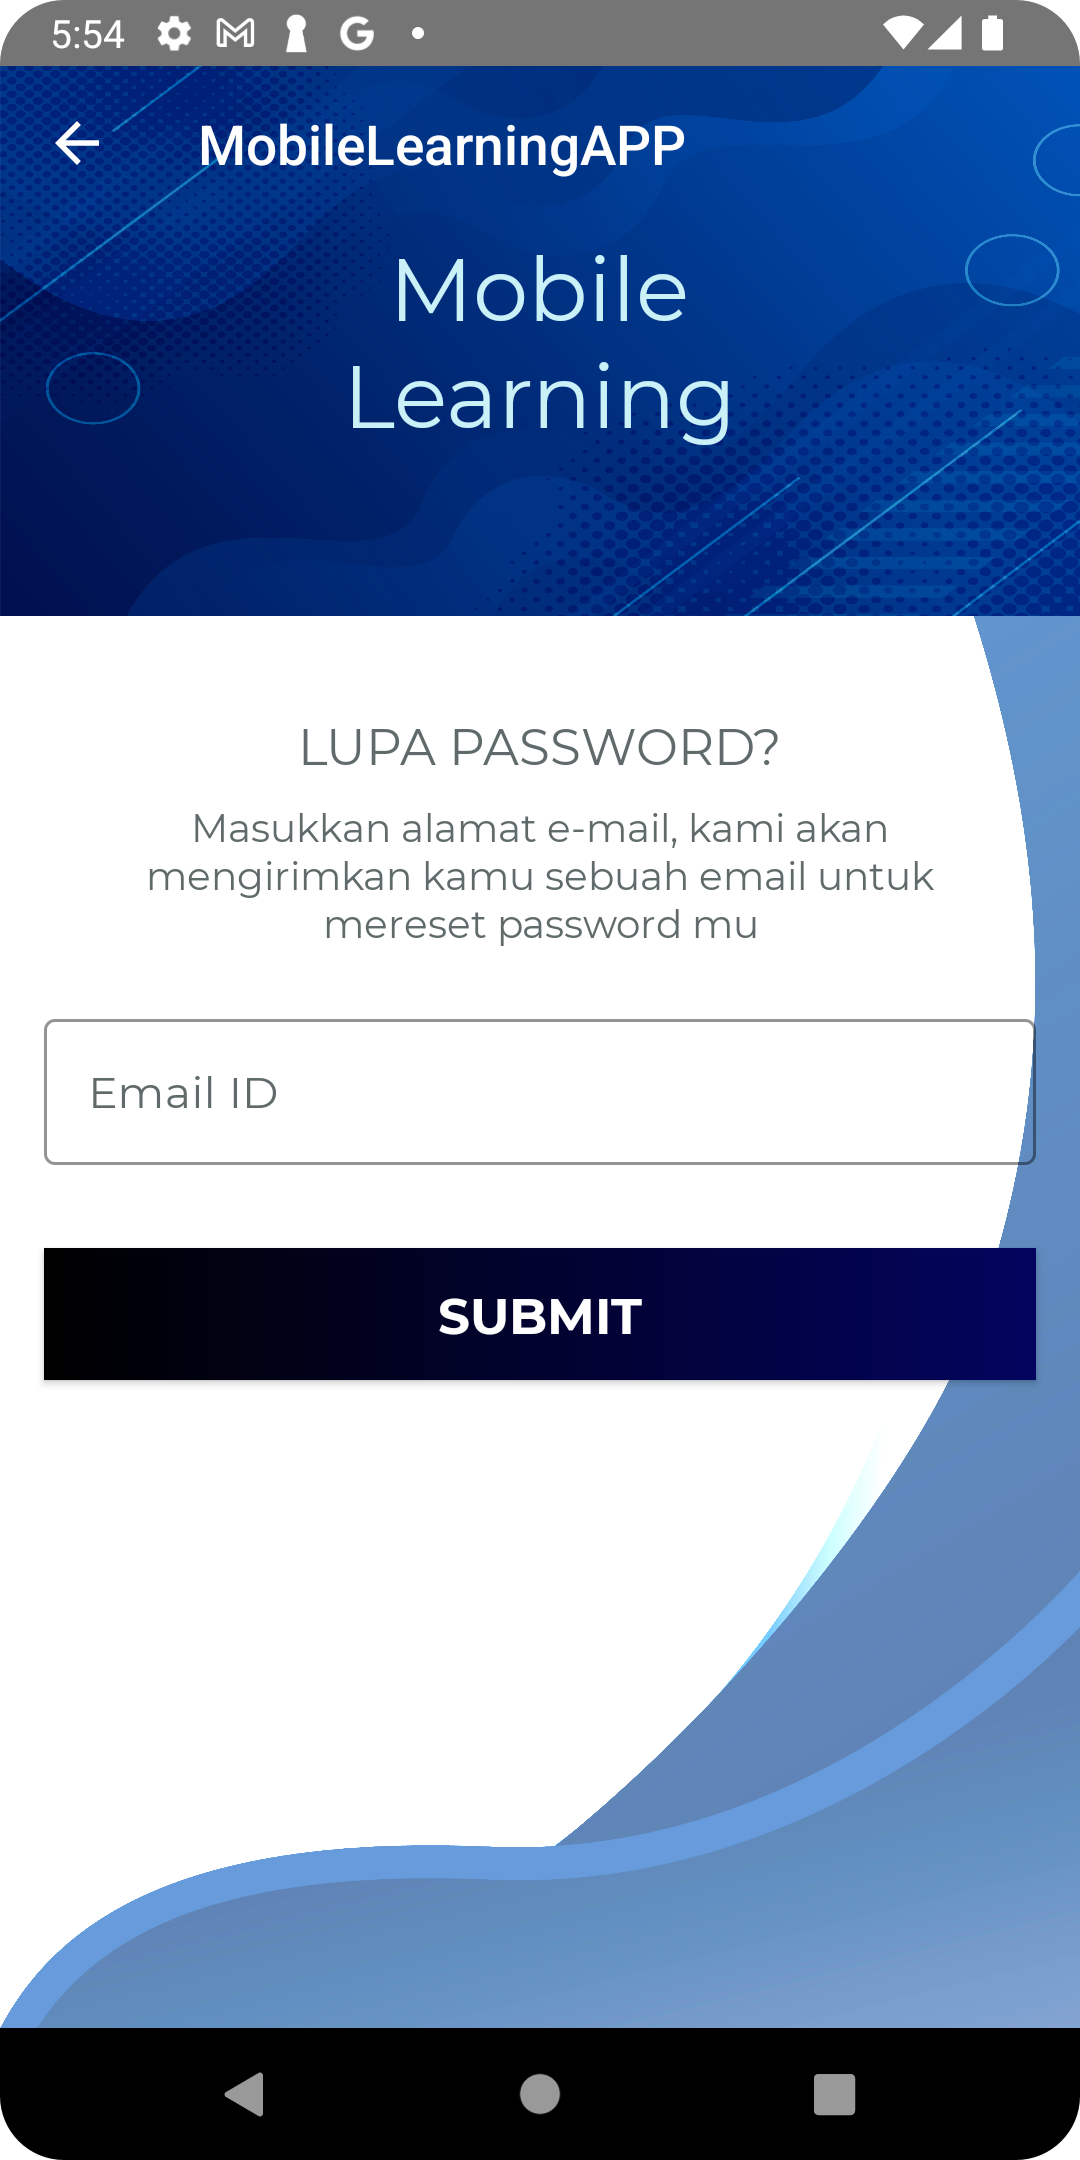 5:54
MobileLearningAPP
Mobile
Learning
LUPA PASSWORD?
Masukkan alamat e-mail, kami akan
mengirimkan kamu sebuah email untuk
mereset password mu
Email ID
SUBMIT